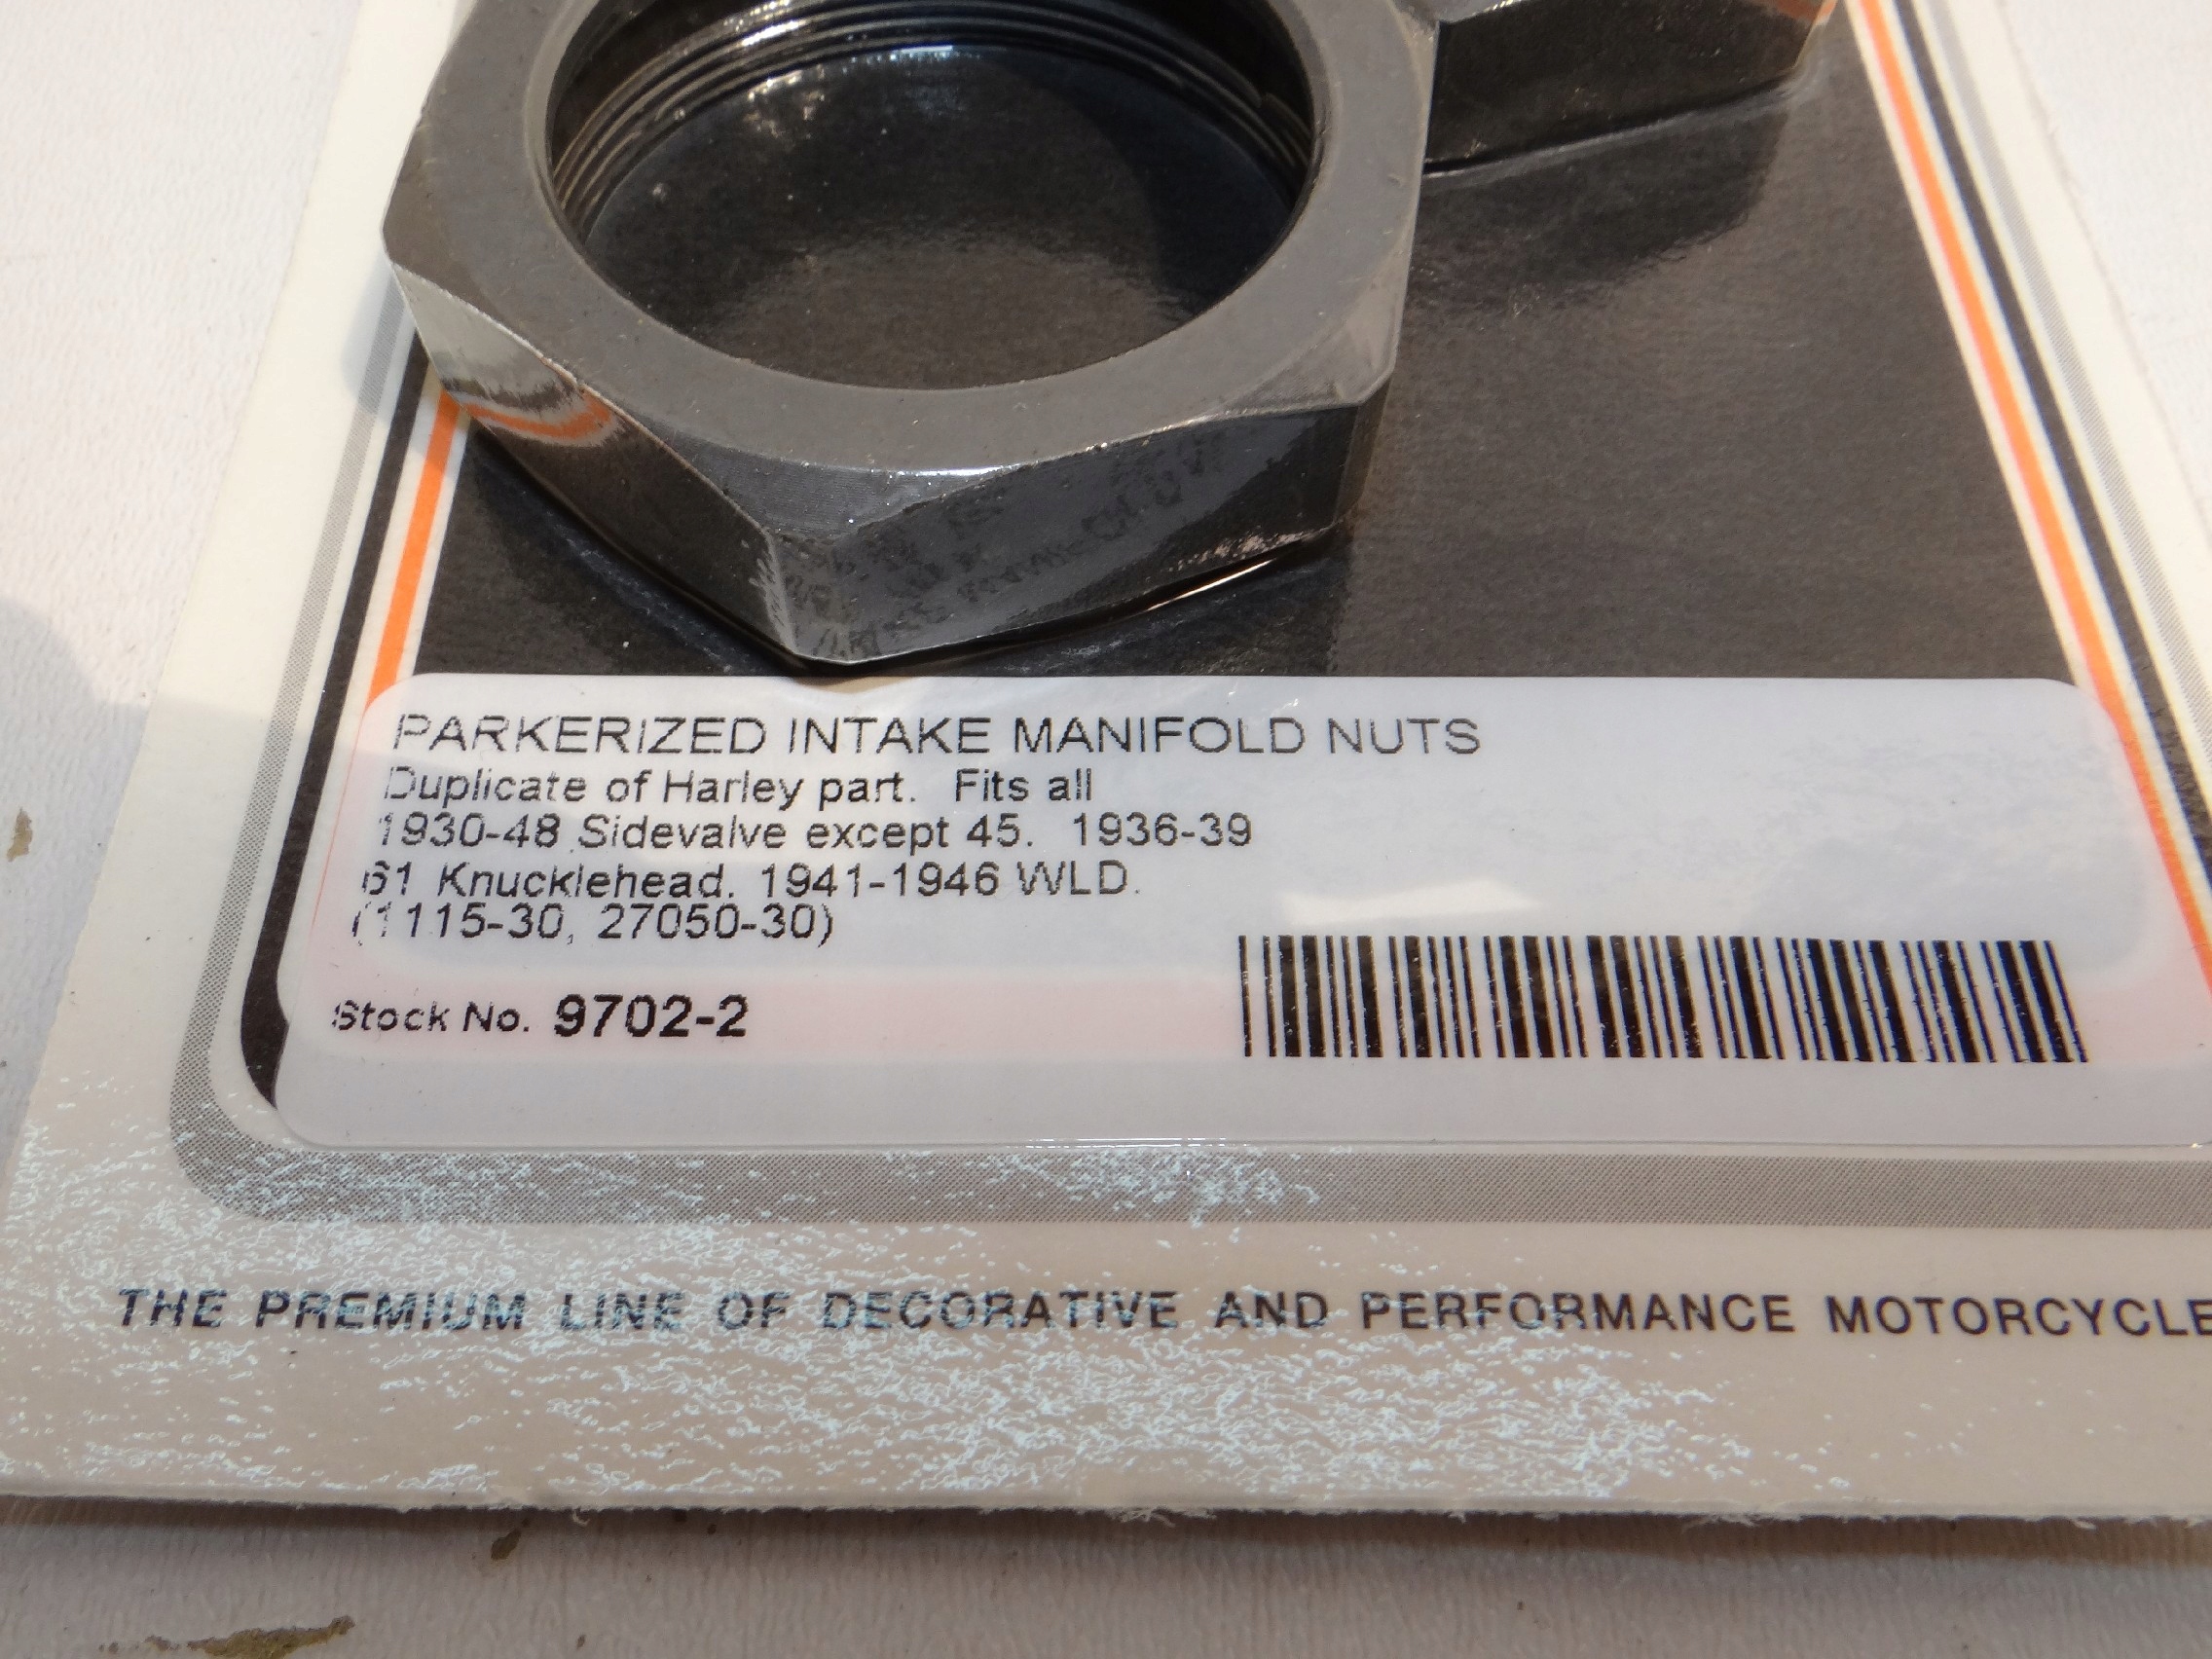 PARKERIZED INTAKE MANIFOLD NUTS
Duplicate of Harley part. Fits all
1930-48 Sidevalve except 45. 1936-39
61 Knucklehead. 1941-1946 WLD.
(1115-30, 27050-30)
Stock No. 9702-2
THE PREMIUM LINE OF DECORATIVE AND PERFORMANCE MOTORCYCLE